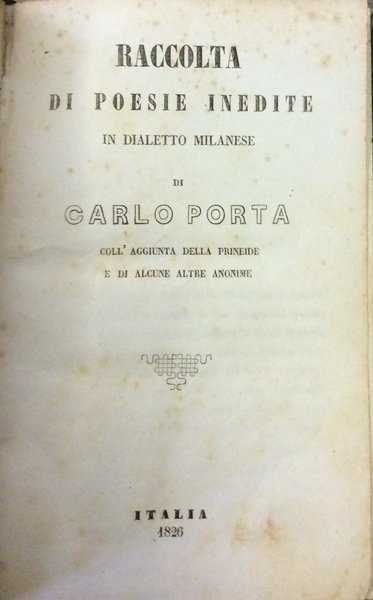 RACCOLTA
DI POESIE INEDITE
IN DIALETTO MILANESE
DI
CARLO PORTA
COLL' AGGIUNTA DELLA PRINEIDE
E DI ALCUNE ALTRE ANONIME
ITALIA
1826